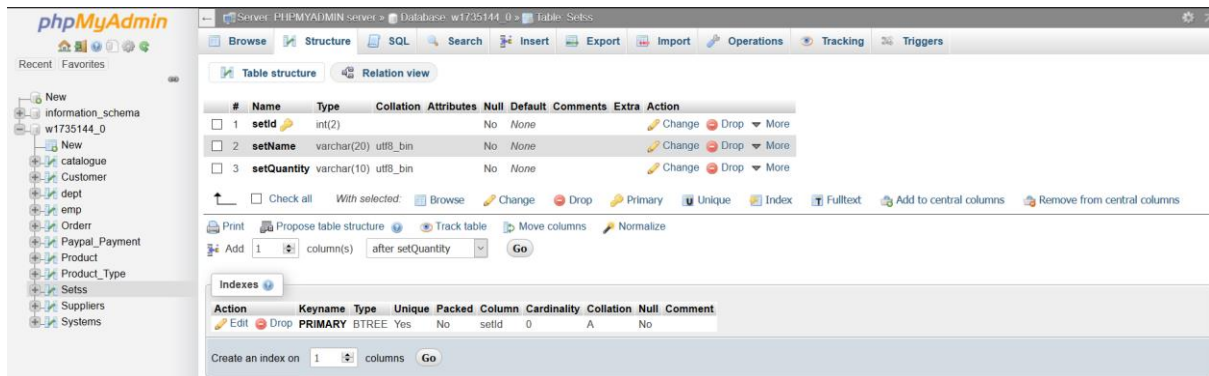 phpMyAdmin
Recent Favorites
New
information_schema
w1735144_0
New
catalogue
Customer
dept
emp
Orderr
Paypal_Payment
Product
Product_Type
Setss
Suppliers
Systems
Server: PHPMYADMIN server » Database: w1735144_0 » Table: Setss
Browse Structure SQL Search Insert Export Import Operations Tracking Triggers
Table structure Relation view
# Name Type Collation Attributes Null Default Comments Extra Action
1 setId int(2) No None Change Drop More
2 setName varchar(20) utf8_bin No None Change Drop More
3 setQuantity varchar(10) utf8_bin No None Change Drop More
Check all With selected: Browse Change Drop Primary Unique Index Fulltext Add to central columns Remove from central columns
Print Propose table structure Track table Move columns Normalize
Add 1 column(s) after setQuantity Go
Indexes
Action Keyname Type Unique Packed Column Cardinality Collation Null Comment
Edit Drop PRIMARY BTREE Yes No setId 0 A No
Create an index on 1 columns Go